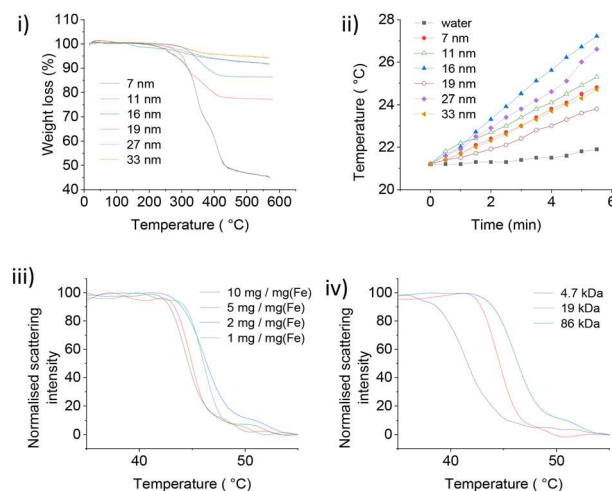 i)
110
100
90
80
70
60
50
40
0 100 200 300 400 500 600
Weight loss (%)
Temperature ( °C)
7 nm
11 nm
16 nm
19 nm
27 nm
33 nm
ii)
28
26
24
22
20
0 2 4 6
Temperature ( °C)
Time (min)
water
7 nm
11 nm
16 nm
19 nm
27 nm
33 nm
iii)
100
80
60
40
20
0
40 50
Normalised scattering
intensity
Temperature ( °C)
10 mg / mg(Fe)
5 mg / mg(Fe)
2 mg / mg(Fe)
1 mg / mg(Fe)
iv)
100
80
60
40
20
0
40 50
Normalised scattering
intensity
Temperature ( °C)
4.7 kDa
19 kDa
86 kDa